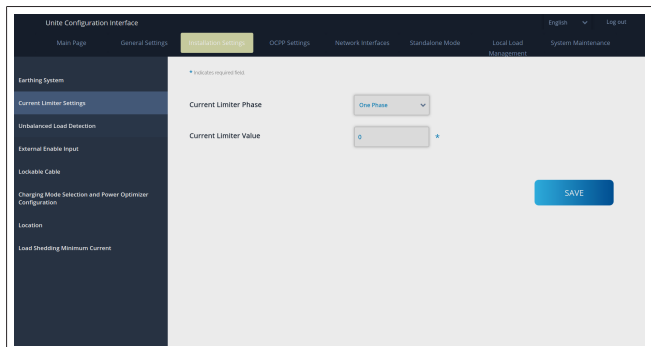 Unite Configuration Interface
English
Log out
Main Page
General Settings
Installation Settings
OCPP Settings
Network Interfaces
Standalone Mode
Local Load
Management
System Maintenance
Earthing System
Current Limiter Settings
Unbalanced Load Detection
External Enable Input
Lockable Cable
Charging Mode Selection and Power Optimizer
Configuration
Location
Load Shedding Minimum Current
* Indicates required field.
Current Limiter Phase
One Phase
Current Limiter Value
0
*
SAVE